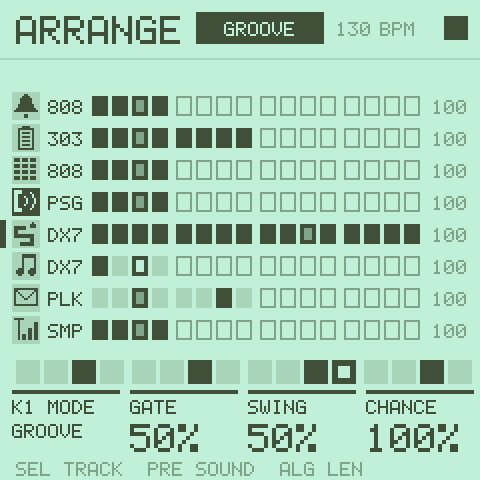 ARRANGE GROOVE 130 BPM
808 100
303 100
808 100
PSG 100
DX7 100
DX7 100
PLK 100
SMP 100
K1 MODE GATE SWING CHANCE
GROOVE 50% 50% 100%
SEL TRACK PRE SOUND ALG LEN